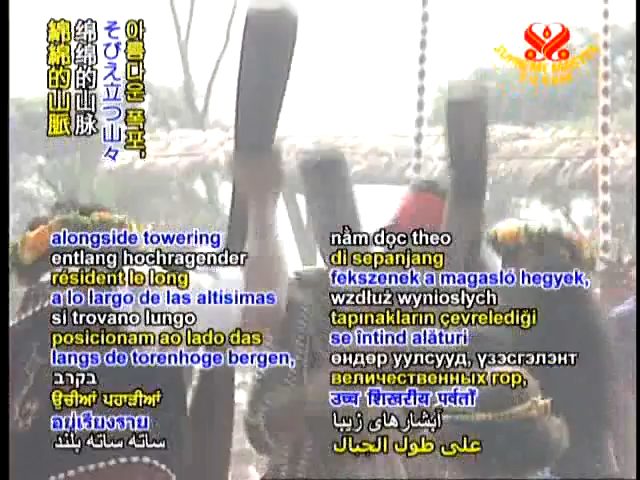 綿綿的山脈
绵绵的山脉
そびえ立つ山々
아름다운 폭포,
alongside towering
entlang hochragender
résident le long
a lo largo de las altisimas
si trovano lungo
posicionam ao lado das
langs de torenhoge bergen,
בקרב
ਉਚੀਆਂ ਪਹਾੜੀਆਂ
อยู่เรียงราย
ساته ساته بلند
nằm dọc theo
di sepanjang
fekszenek a magasló hegyek,
wzdłuż wyniosłych
tapınakların çevrelediği
se întind alături
өндөр уулсууд, үзэсгэлэнт
величественных гор,
उच्च शिखरीय पर्वतों
آبشار های زیبا
على طول الجبال